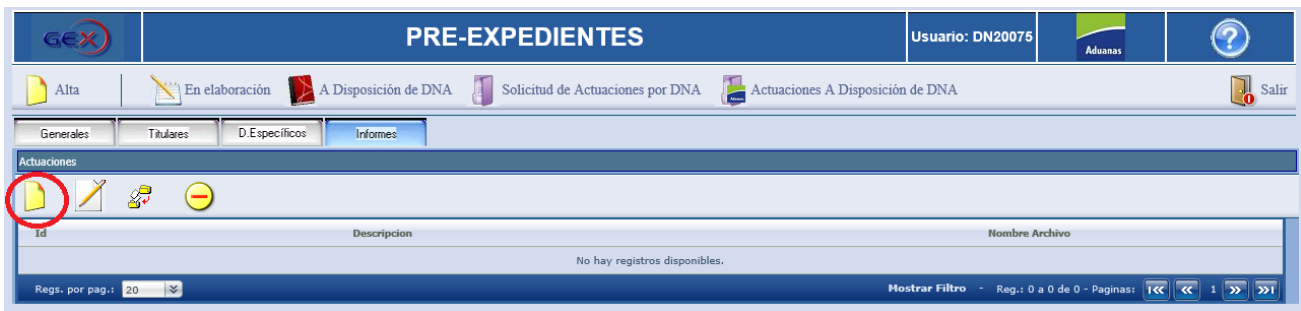 GEX PRE-EXPEDIENTES Usuario: DN20075 Aduanas ?
Alta En elaboración A Disposición de DNA Solicitud de Actuaciones por DNA Actuaciones A Disposición de DNA Salir
Generales Titulares D.Específicos Informes
Actuaciones
Id Descripcion Nombre Archivo
No hay registros disponibles.
Regs. por pag.: 20 Mostrar Filtro - Reg.: 0 a 0 de 0 - Paginas: 1